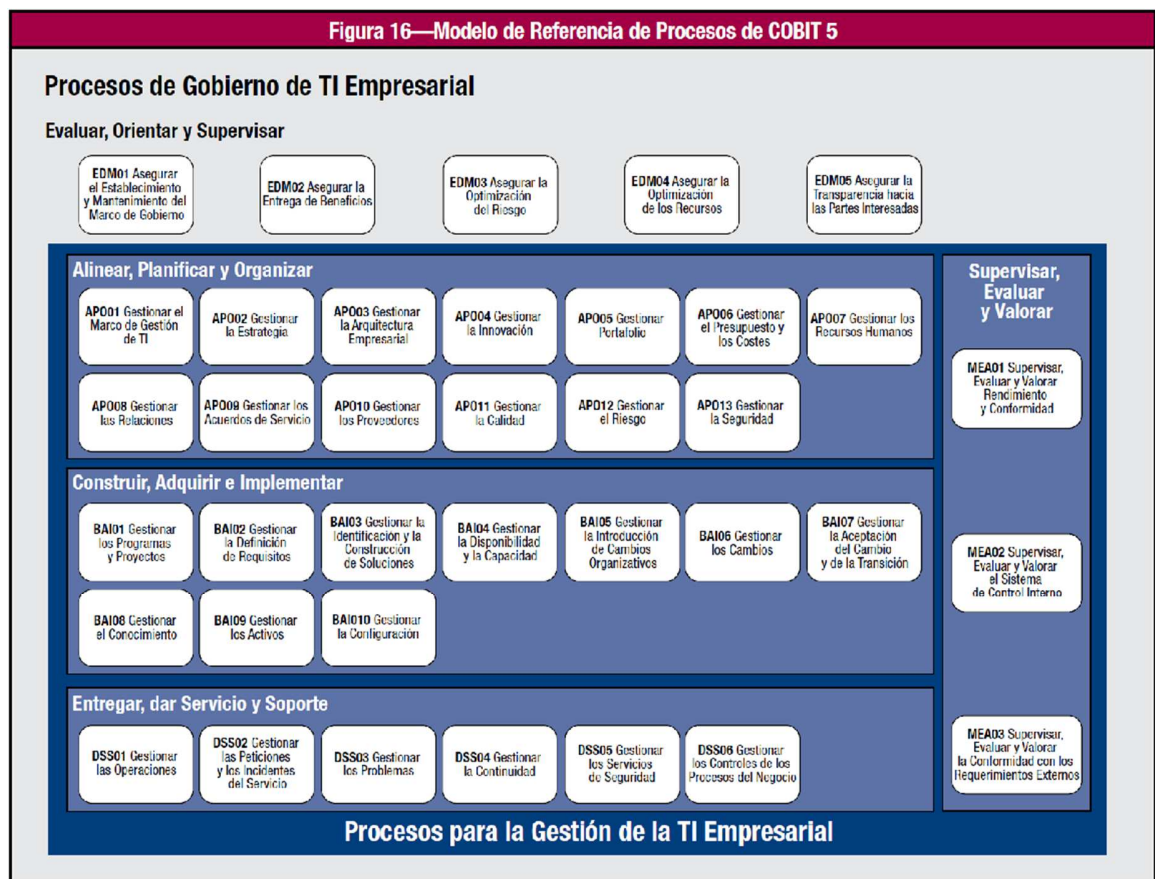 Figura 16—Modelo de Referencia de Procesos de COBIT 5
Procesos de Gobierno de TI Empresarial
Evaluar, Orientar y Supervisar
EDM01 Asegurar
el Establecimiento
y Mantenimiento del
Marco de Gobierno
EDM02 Asegurar la
Entrega de Beneficios
EDM03 Asegurar la
Optimización
del Riesgo
EDM04 Asegurar la
Optimización
de los Recursos
EDM05 Asegurar la
Transparencia hacia
las Partes Interesadas
Alinear, Planificar y Organizar
APO01 Gestionar el
Marco de Gestión
de TI
APO02 Gestionar
la Estrategia
APO03 Gestionar
la Arquitectura
Empresarial
APO04 Gestionar
la Innovación
APO05 Gestionar
Portafolio
APO06 Gestionar
el Presupuesto y
los Costes
APO07 Gestionar los
Recursos Humanos
APO08 Gestionar
las Relaciones
APO09 Gestionar los
Acuerdos de Servicio
APO10 Gestionar
los Proveedores
APO11 Gestionar
la Calidad
APO12 Gestionar
el Riesgo
APO13 Gestionar
la Seguridad
Construir, Adquirir e Implementar
BAI01 Gestionar
los Programas
y Proyectos
BAI02 Gestionar
la Definición
de Requisitos
BAI03 Gestionar la
Identificación y la
Construcción
de Soluciones
BAI04 Gestionar
la Disponibilidad
y la Capacidad
BAI05 Gestionar
la Introducción
de Cambios
Organizativos
BAI06 Gestionar
los Cambios
BAI07 Gestionar
la Aceptación
del Cambio
y de la Transición
BAI08 Gestionar
el Conocimiento
BAI09 Gestionar
los Activos
BAI010 Gestionar
la Configuración
Entregar, dar Servicio y Soporte
DSS01 Gestionar
las Operaciones
DSS02 Gestionar
las Peticiones
y los Incidentes
del Servicio
DSS03 Gestionar
los Problemas
DSS04 Gestionar
la Continuidad
DSS05 Gestionar
los Servicios
de Seguridad
DSS06 Gestionar
los Controles de los
Procesos del Negocio
Supervisar,
Evaluar
y Valorar
MEA01 Supervisar,
Evaluar y Valorar
Rendimiento
y Conformidad
MEA02 Supervisar,
Evaluar y Valorar
el Sistema
de Control Interno
MEA03 Supervisar,
Evaluar y Valorar
la Conformidad con los
Requerimientos Externos
Procesos para la Gestión de la TI Empresarial